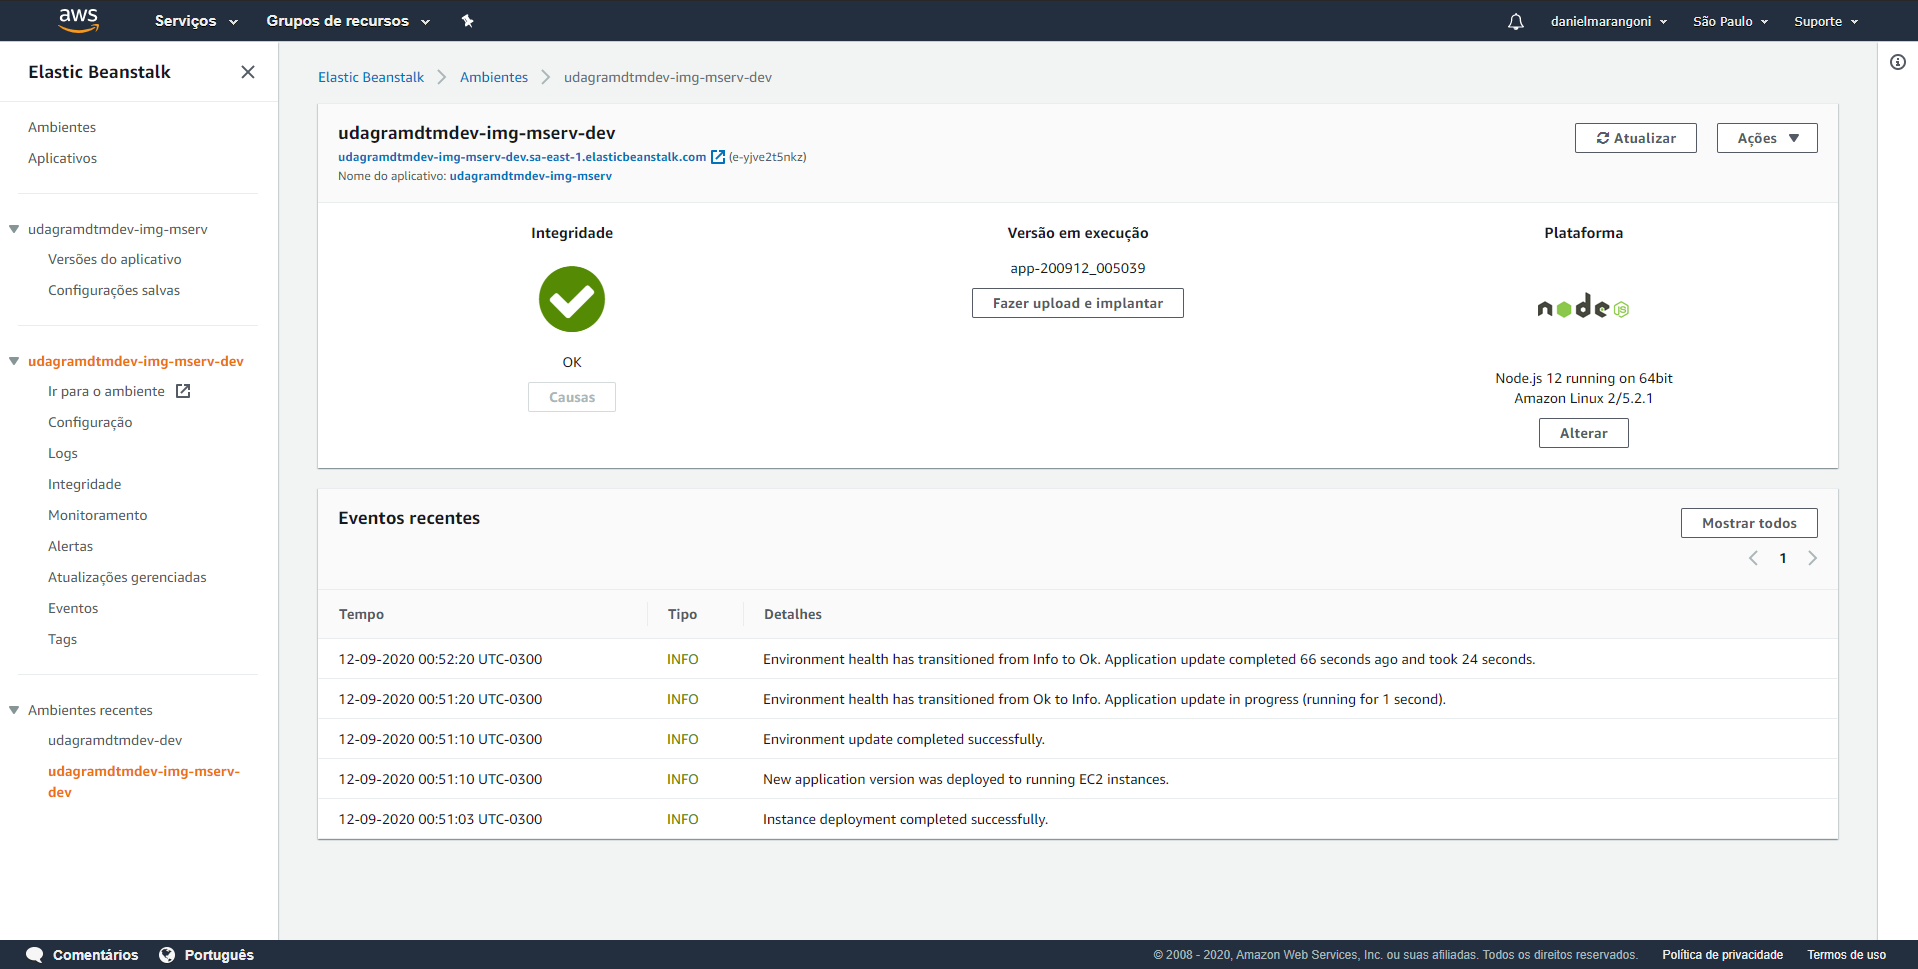 aws
Serviços
Grupos de recursos
danielmarangoni
São Paulo
Suporte
Elastic Beanstalk
Ambientes
Aplicativos
udagramdtmdev-img-mserv
Versões do aplicativo
Configurações salvas
udagramdtmdev-img-mserv-dev
Ir para o ambiente
Configuração
Logs
Integridade
Monitoramento
Alertas
Atualizações gerenciadas
Eventos
Tags
Ambientes recentes
udagramdtmdev-dev
udagramdtmdev-img-mserv-
dev
Elastic Beanstalk
Ambientes
udagramdtmdev-img-mserv-dev
udagramdtmdev-img-mserv-dev
udagramdtmdev-img-mserv-dev.sa-east-1.elasticbeanstalk.com (e-yjve2t5nkz)
Nome do aplicativo: udagramdtmdev-img-mserv
Atualizar
Ações
Integridade
OK
Causas
Versão em execução
app-200912_005039
Fazer upload e implantar
Plataforma
node JS
Node.js 12 running on 64bit
Amazon Linux 2/5.2.1
Alterar
Eventos recentes
Mostrar todos
1
Tempo Tipo Detalhes
12-09-2020 00:52:20 UTC-0300 INFO Environment health has transitioned from Info to Ok. Application update completed 66 seconds ago and took 24 seconds.
12-09-2020 00:51:20 UTC-0300 INFO Environment health has transitioned from Ok to Info. Application update in progress (running for 1 second).
12-09-2020 00:51:10 UTC-0300 INFO Environment update completed successfully.
12-09-2020 00:51:10 UTC-0300 INFO New application version was deployed to running EC2 instances.
12-09-2020 00:51:03 UTC-0300 INFO Instance deployment completed successfully.
Comentários
Português
© 2008 - 2020, Amazon Web Services, Inc. ou suas afiliadas. Todos os direitos reservados.
Política de privacidade
Termos de uso